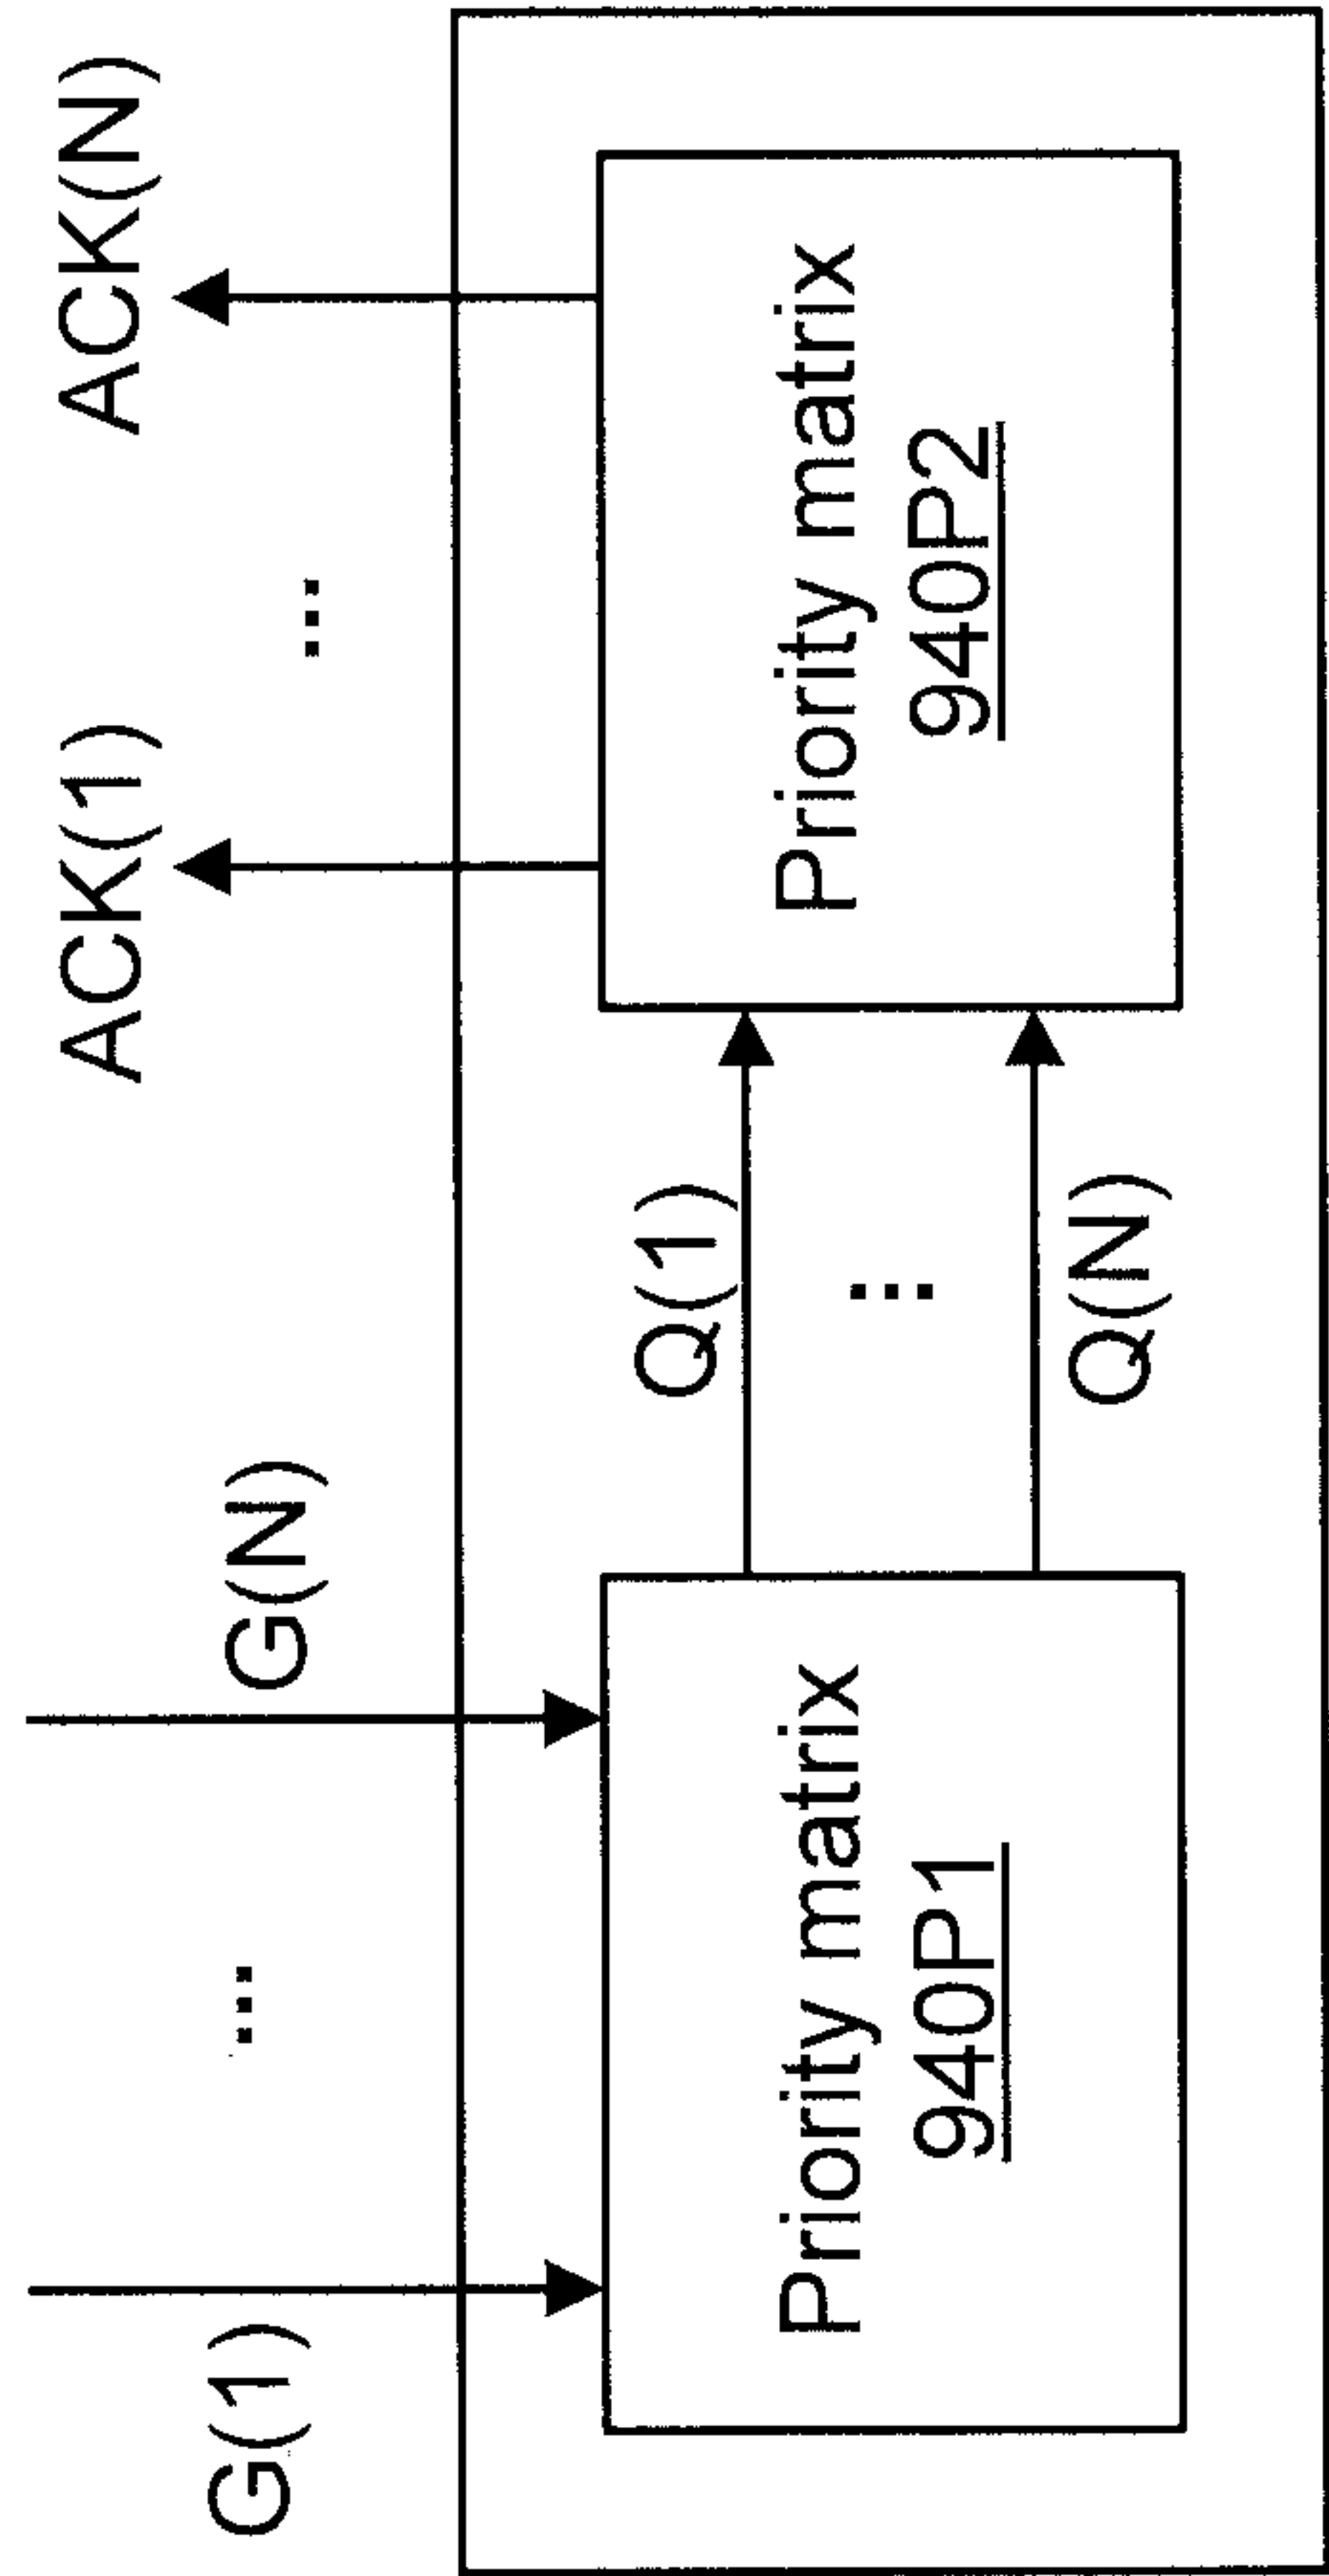 G(1)
...
G(N)
ACK(1)
...
ACK(N)
Priority matrix
940P1
Q(1)
...
Q(N)
Priority matrix
940P2